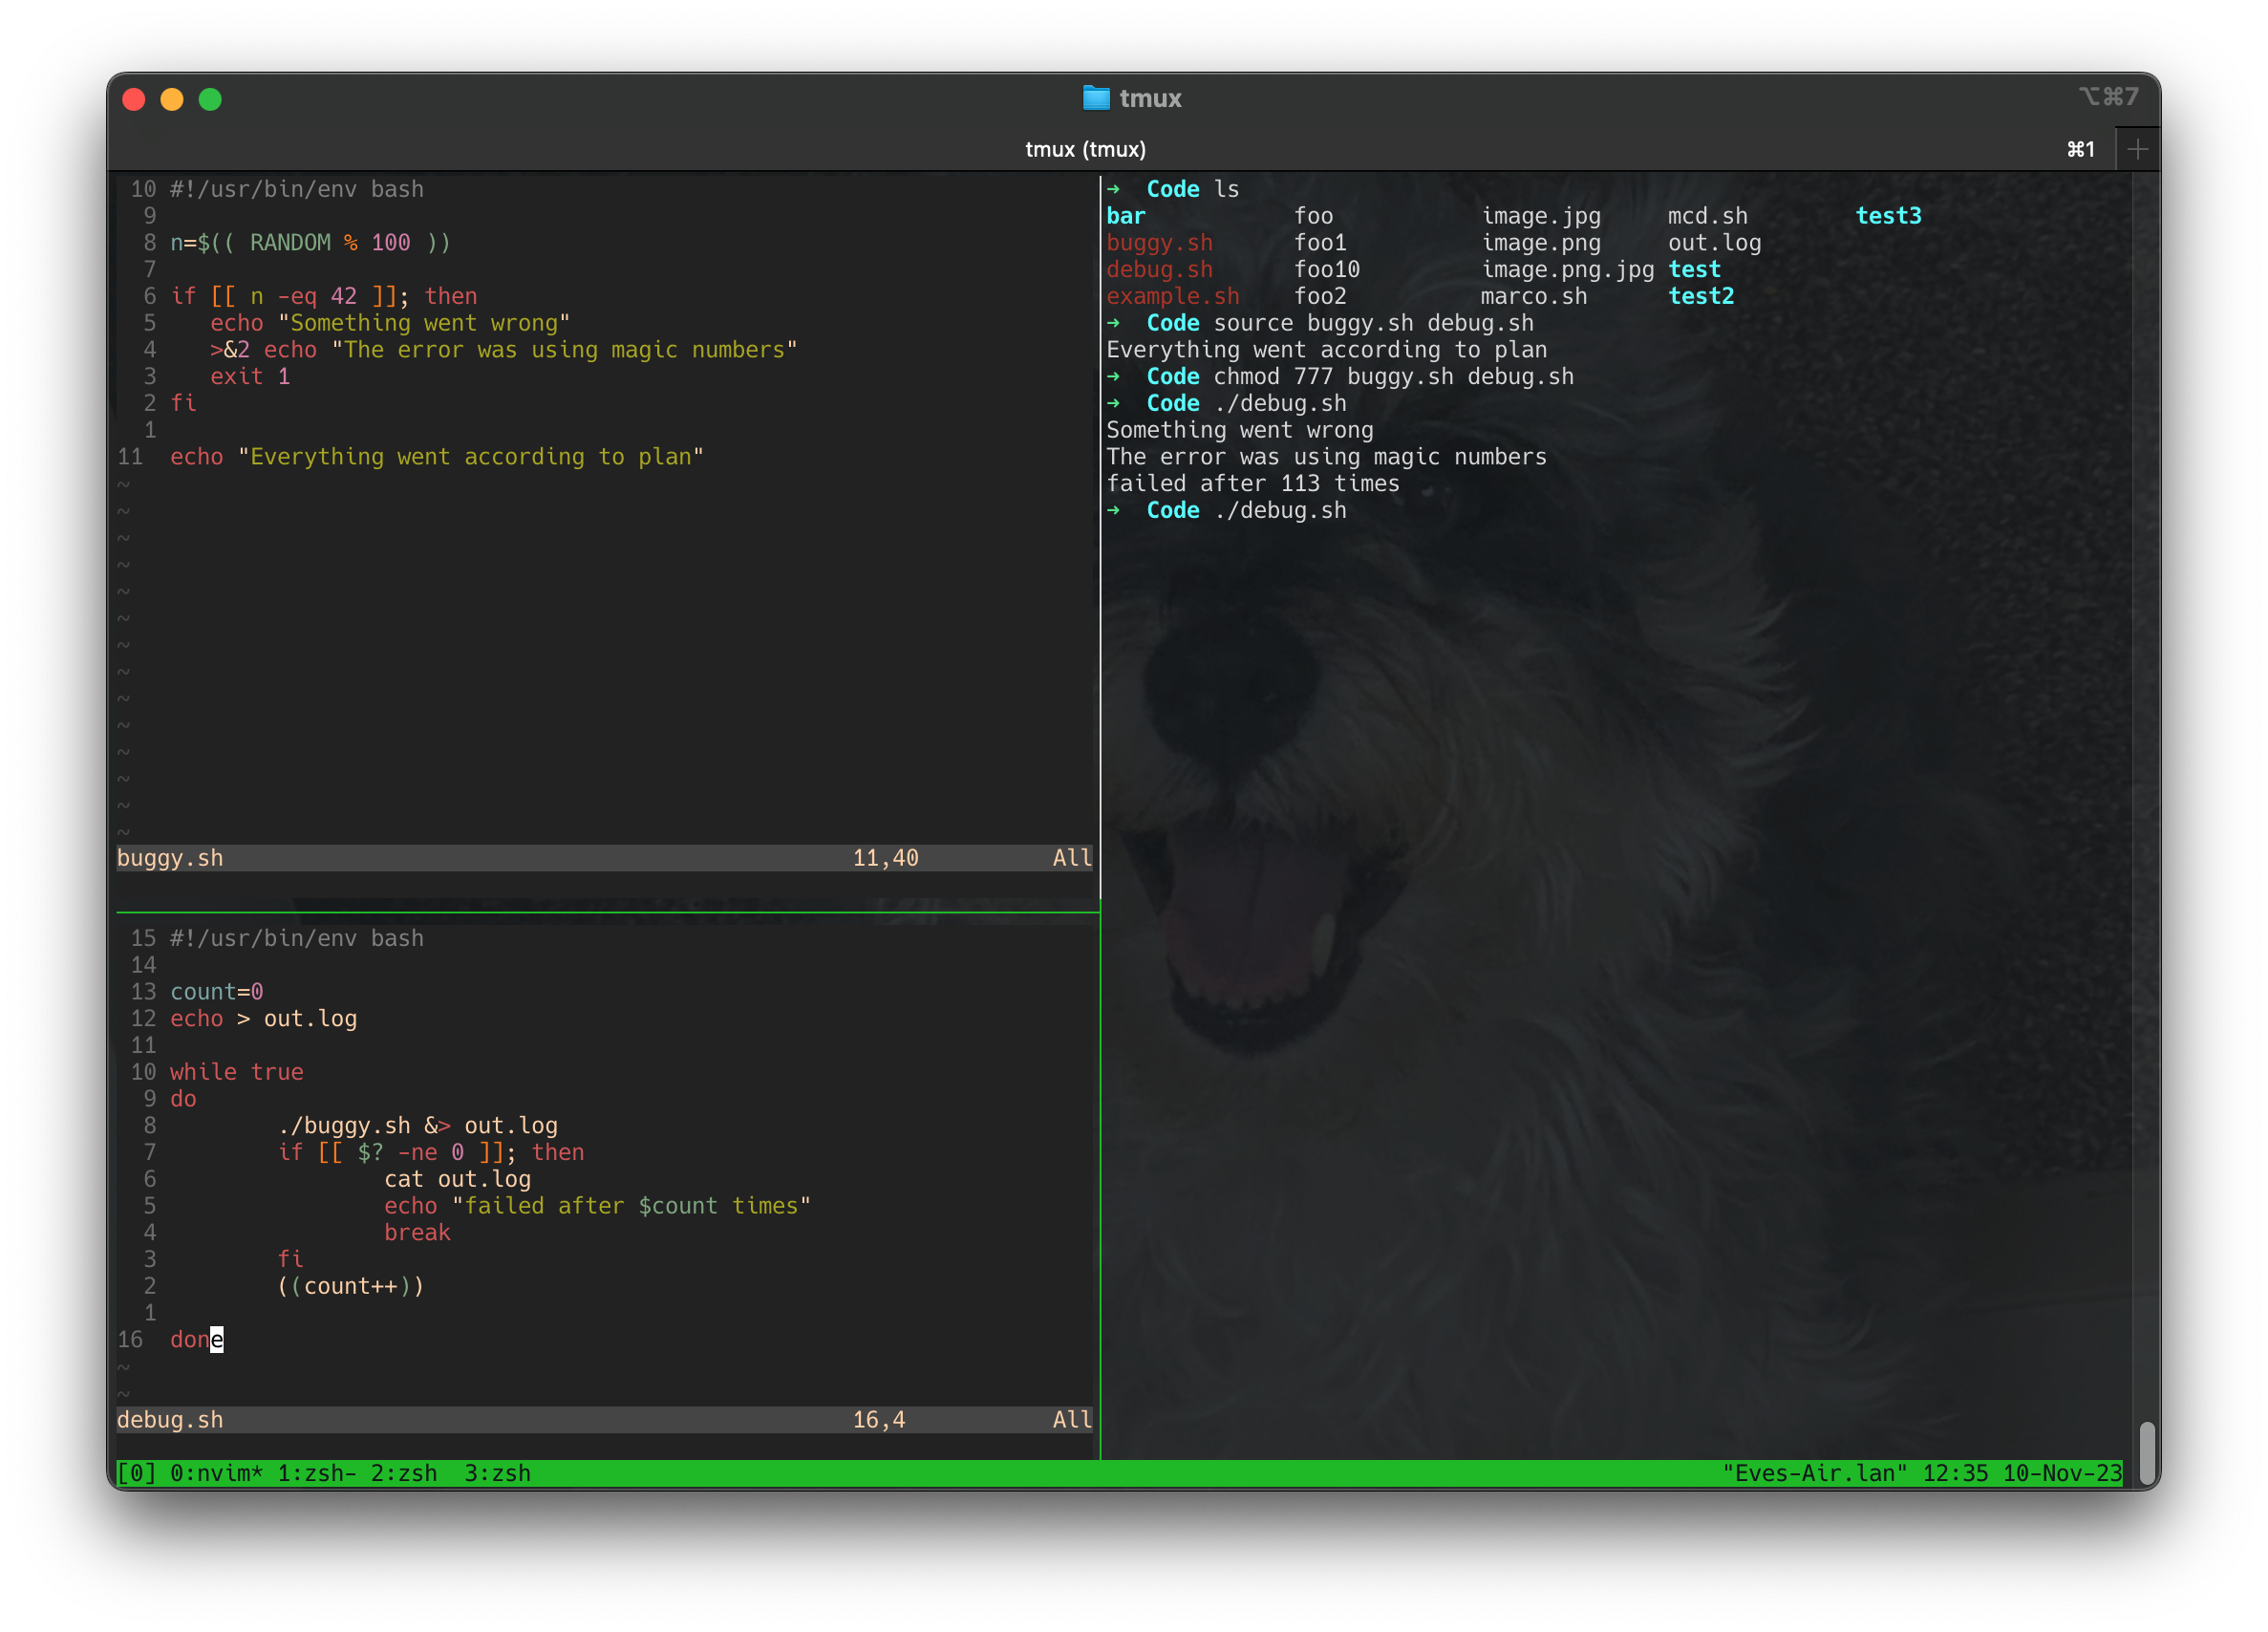 tmux
⌥⌘7
tmux (tmux)
⌘1
10 #!/usr/bin/env bash
9
8 n=$(( RANDOM % 100 ))
7
6 if [[ n -eq 42 ]]; then
5    echo "Something went wrong"
4    >&2 echo "The error was using magic numbers"
3    exit 1
2 fi
1
11  echo "Everything went according to plan"
~
~
~
~
~
~
~
~
~
~
~
~
~
~
buggy.sh 11,40 All
15 #!/usr/bin/env bash
14
13 count=0
12 echo > out.log
11
10 while true
9 do
8         ./buggy.sh &> out.log
7         if [[ $? -ne 0 ]]; then
6                 cat out.log
5                 echo "failed after $count times"
4                 break
3         fi
2         ((count++))
1
16  done
~
~
debug.sh 16,4 All
→  Code ls
bar foo image.jpg mcd.sh test3
buggy.sh foo1 image.png out.log
debug.sh foo10 image.png.jpg test
example.sh foo2 marco.sh test2
→  Code source buggy.sh debug.sh
Everything went according to plan
→  Code chmod 777 buggy.sh debug.sh
→  Code ./debug.sh
Something went wrong
The error was using magic numbers
failed after 113 times
→  Code ./debug.sh
[0] 0:nvim* 1:zsh- 2:zsh  3:zsh "Eves-Air.lan" 12:35 10-Nov-23